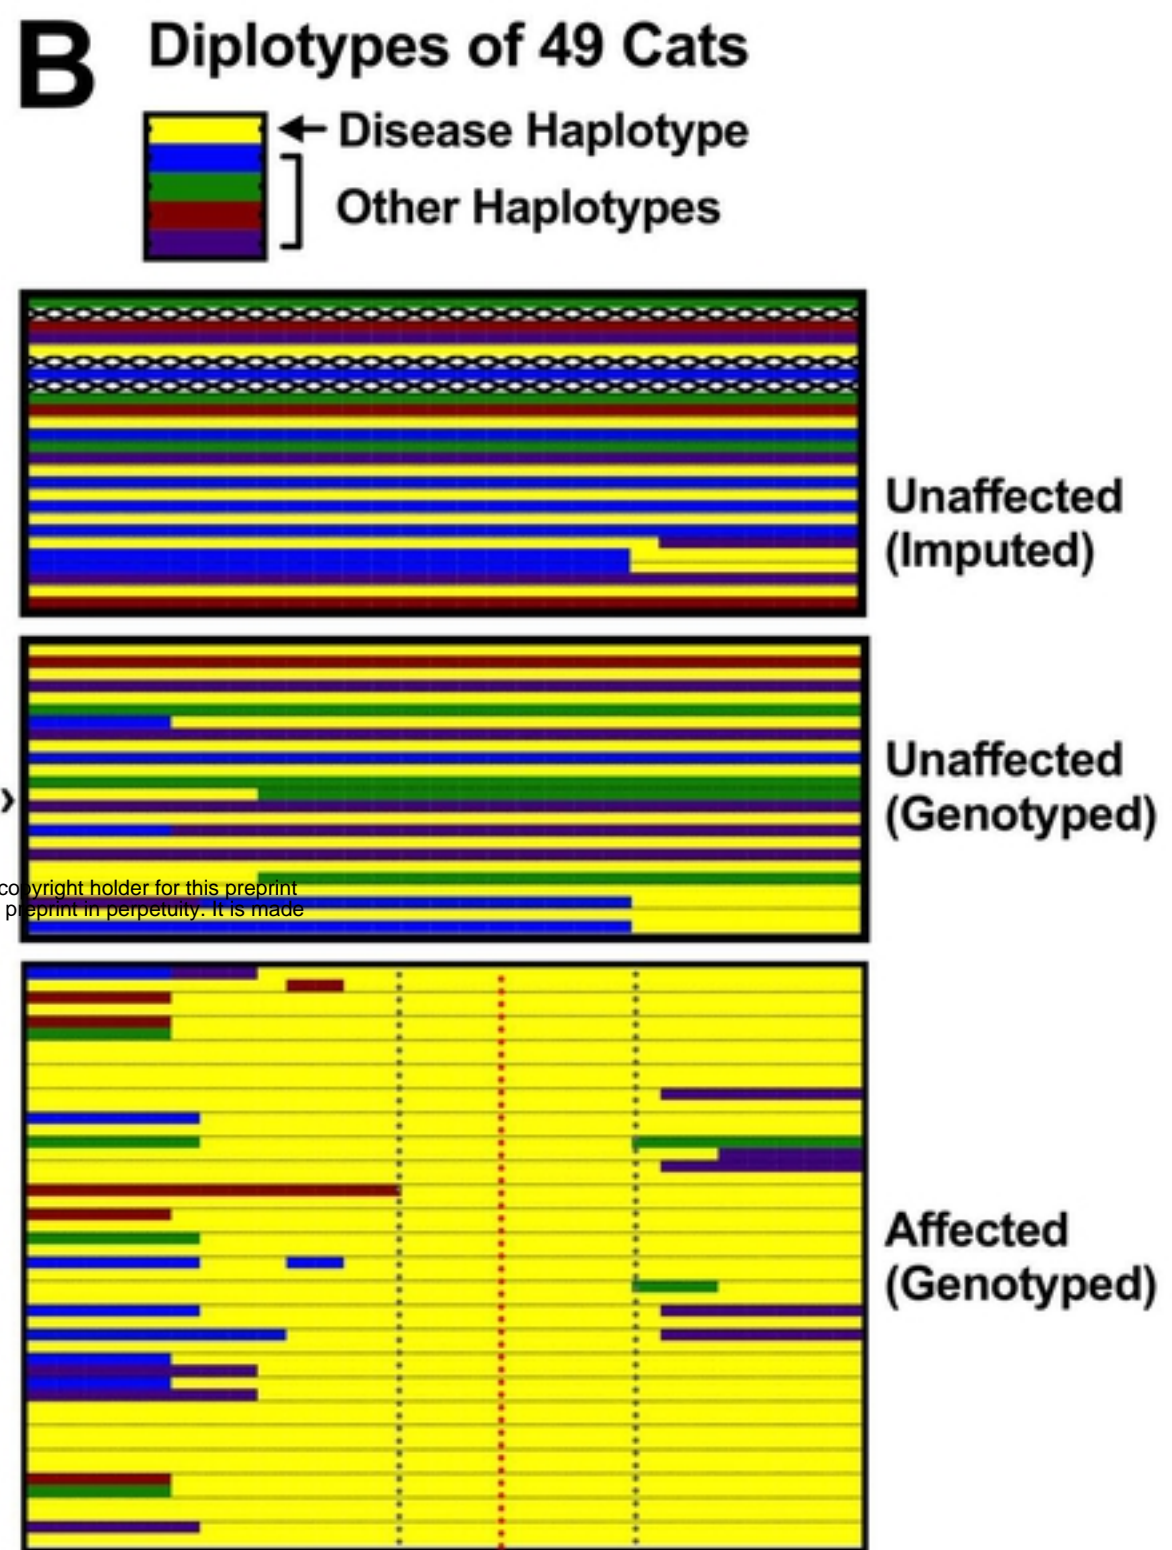 B Diplotypes of 49 Cats
Disease Haplotype
Other Haplotypes
Unaffected
(Imputed)
Unaffected
(Genotyped)
copyright holder for this preprint
preprint in perpetuity. It is made
Affected
(Genotyped)